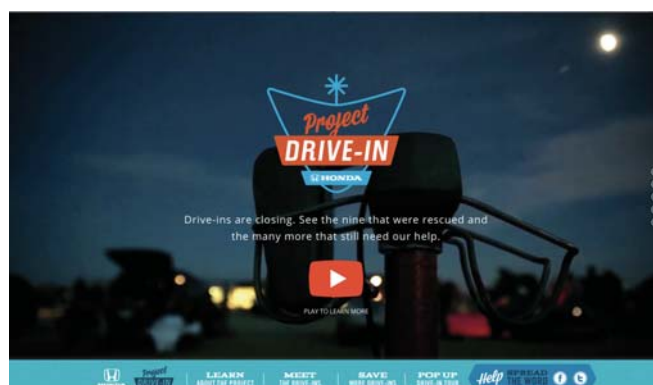 Project
DRIVE-IN
HONDA
Drive-ins are closing. See the nine that were rescued and
the many more that still need our help.
PLAY TO LEARN MORE
HONDA Project DRIVE-IN LEARN ABOUT THE PROJECT MEET THE DRIVE-INS SAVE MORE DRIVE-INS POP UP DRIVE-IN TOUR Help SPREAD THE WORD